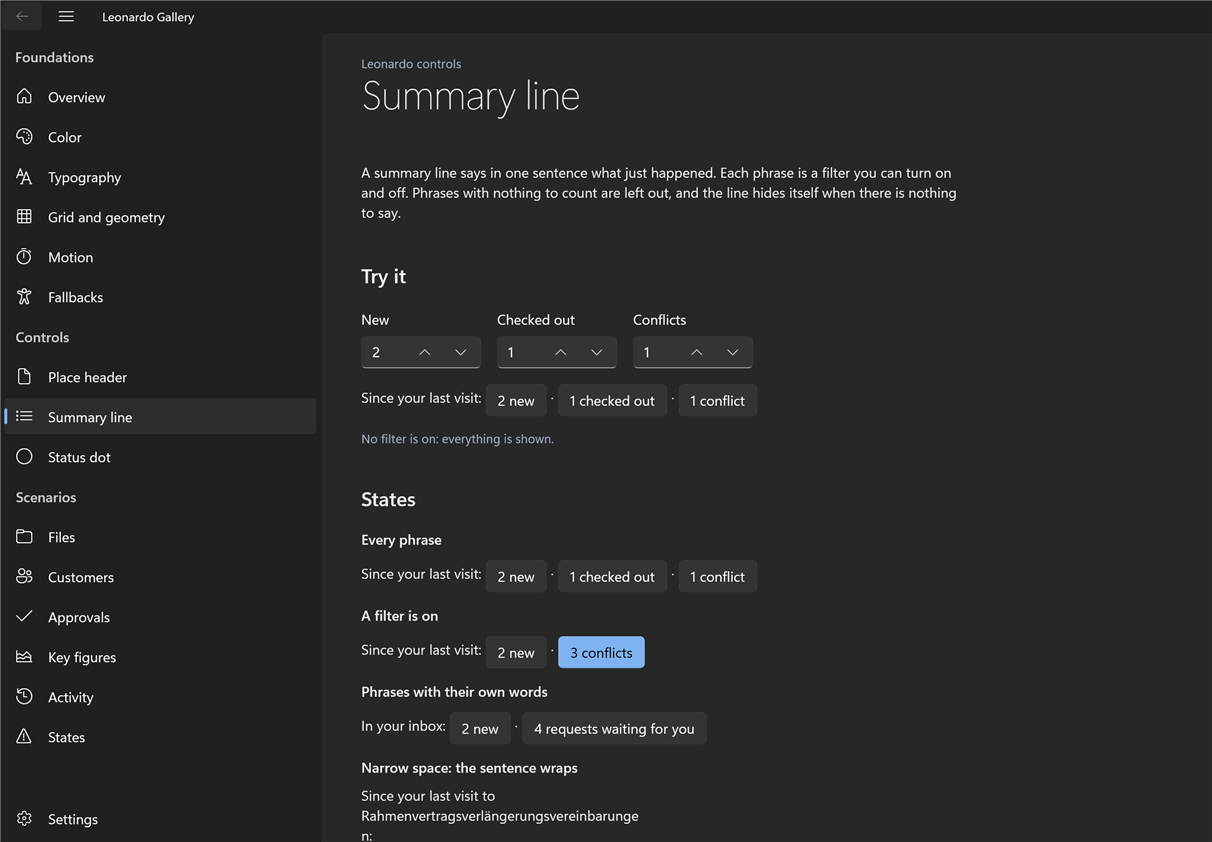 Leonardo Gallery
Foundations
Overview
Color
Typography
Grid and geometry
Motion
Fallbacks
Controls
Place header
Summary line
Status dot
Scenarios
Files
Customers
Approvals
Key figures
Activity
States
Settings
Leonardo controls
Summary line
A summary line says in one sentence what just happened. Each phrase is a filter you can turn on
and off. Phrases with nothing to count are left out, and the line hides itself when there is nothing
to say.
Try it
New Checked out Conflicts
2 1 1
Since your last visit: 2 new · 1 checked out · 1 conflict
No filter is on: everything is shown.
States
Every phrase
Since your last visit: 2 new · 1 checked out · 1 conflict
A filter is on
Since your last visit: 2 new · 3 conflicts
Phrases with their own words
In your inbox: 2 new · 4 requests waiting for you
Narrow space: the sentence wraps
Since your last visit to
Rahmenvertragsverlängerungsvereinbarunge
n: